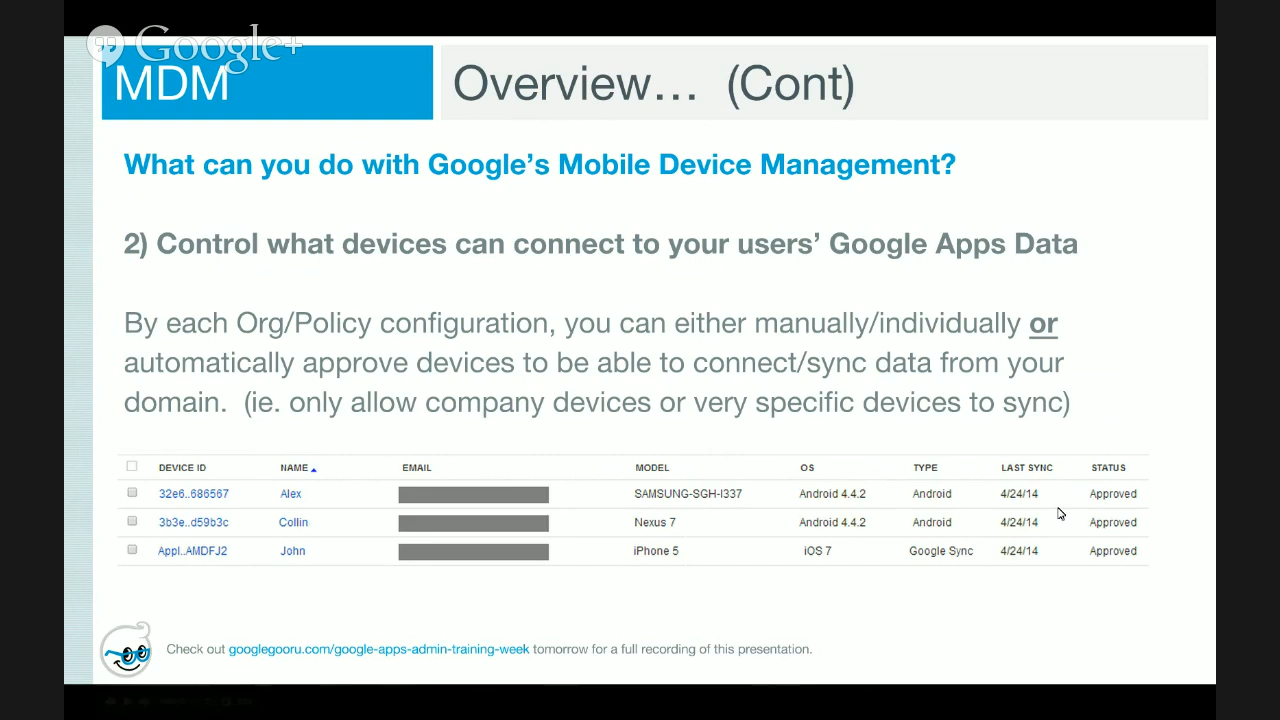 Google+
MDM
Overview… (Cont)
What can you do with Google’s Mobile Device Management?
2) Control what devices can connect to your users’ Google Apps Data
By each Org/Policy configuration, you can either manually/individually or
automatically approve devices to be able to connect/sync data from your
domain. (ie. only allow company devices or very specific devices to sync)
DEVICE ID NAME EMAIL MODEL OS TYPE LAST SYNC STATUS
32e6..686567 Alex SAMSUNG-SGH-I337 Android 4.4.2 Android 4/24/14 Approved
3b3e..d59b3c Collin Nexus 7 Android 4.4.2 Android 4/24/14 Approved
Appl..AMDFJ2 John iPhone 5 iOS 7 Google Sync 4/24/14 Approved
Check out googlegooru.com/google-apps-admin-training-week tomorrow for a full recording of this presentation.